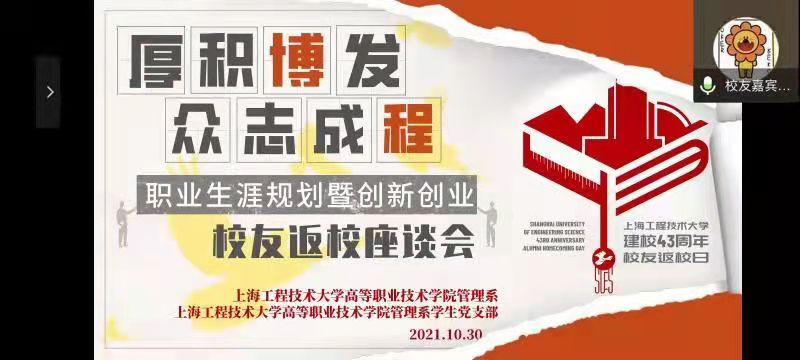 厚积博发
众志成程
职业生涯规划暨创新创业
校友返校座谈会
上海工程技术大学高等职业技术学院管理系
上海工程技术大学高等职业技术学院管理系学生党支部
2021.10.30
校友嘉宾...
SHANGHAI UNIVERSITY
OF ENGINEERING SCIENCE
43RD ANNIVERSARY
ALUMNI HOMECOMING DAY
上海工程技术大学
建校43周年
校友返校日